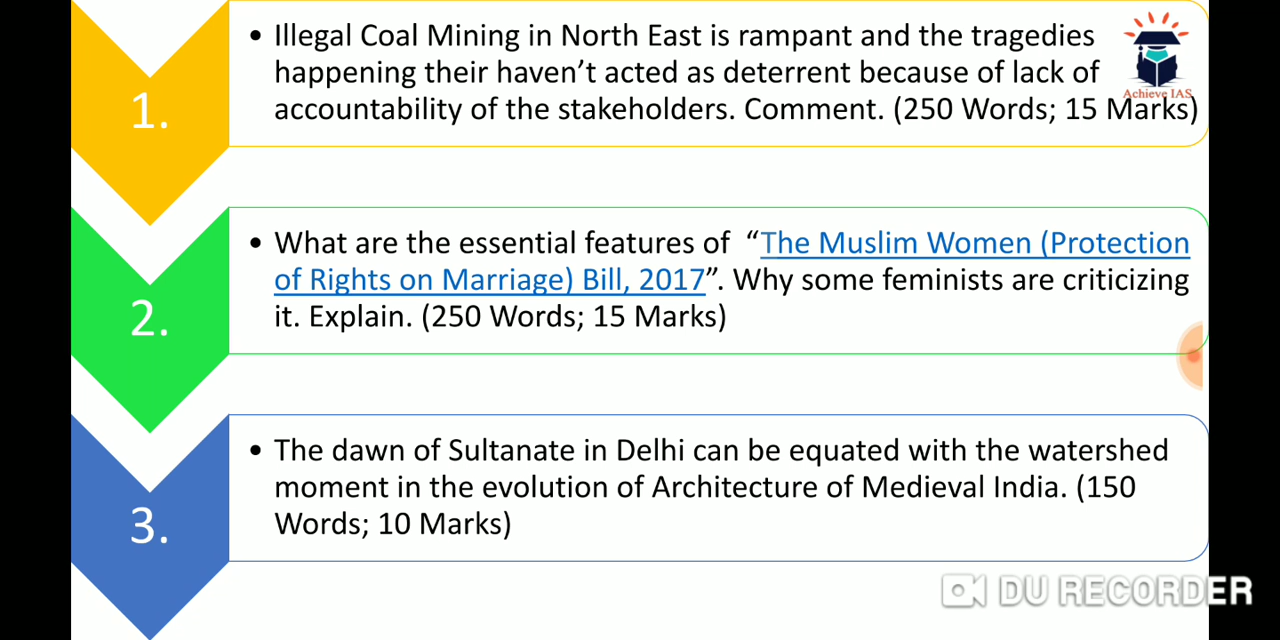 • Illegal Coal Mining in North East is rampant and the tragedies
happening their haven’t acted as deterrent because of lack of
accountability of the stakeholders. Comment. (250 Words; 15 Marks)
Achieve IAS
1.
• What are the essential features of “The Muslim Women (Protection
of Rights on Marriage) Bill, 2017”. Why some feminists are criticizing
it. Explain. (250 Words; 15 Marks)
2.
• The dawn of Sultanate in Delhi can be equated with the watershed
moment in the evolution of Architecture of Medieval India. (150
Words; 10 Marks)
3.
DU RECORDER